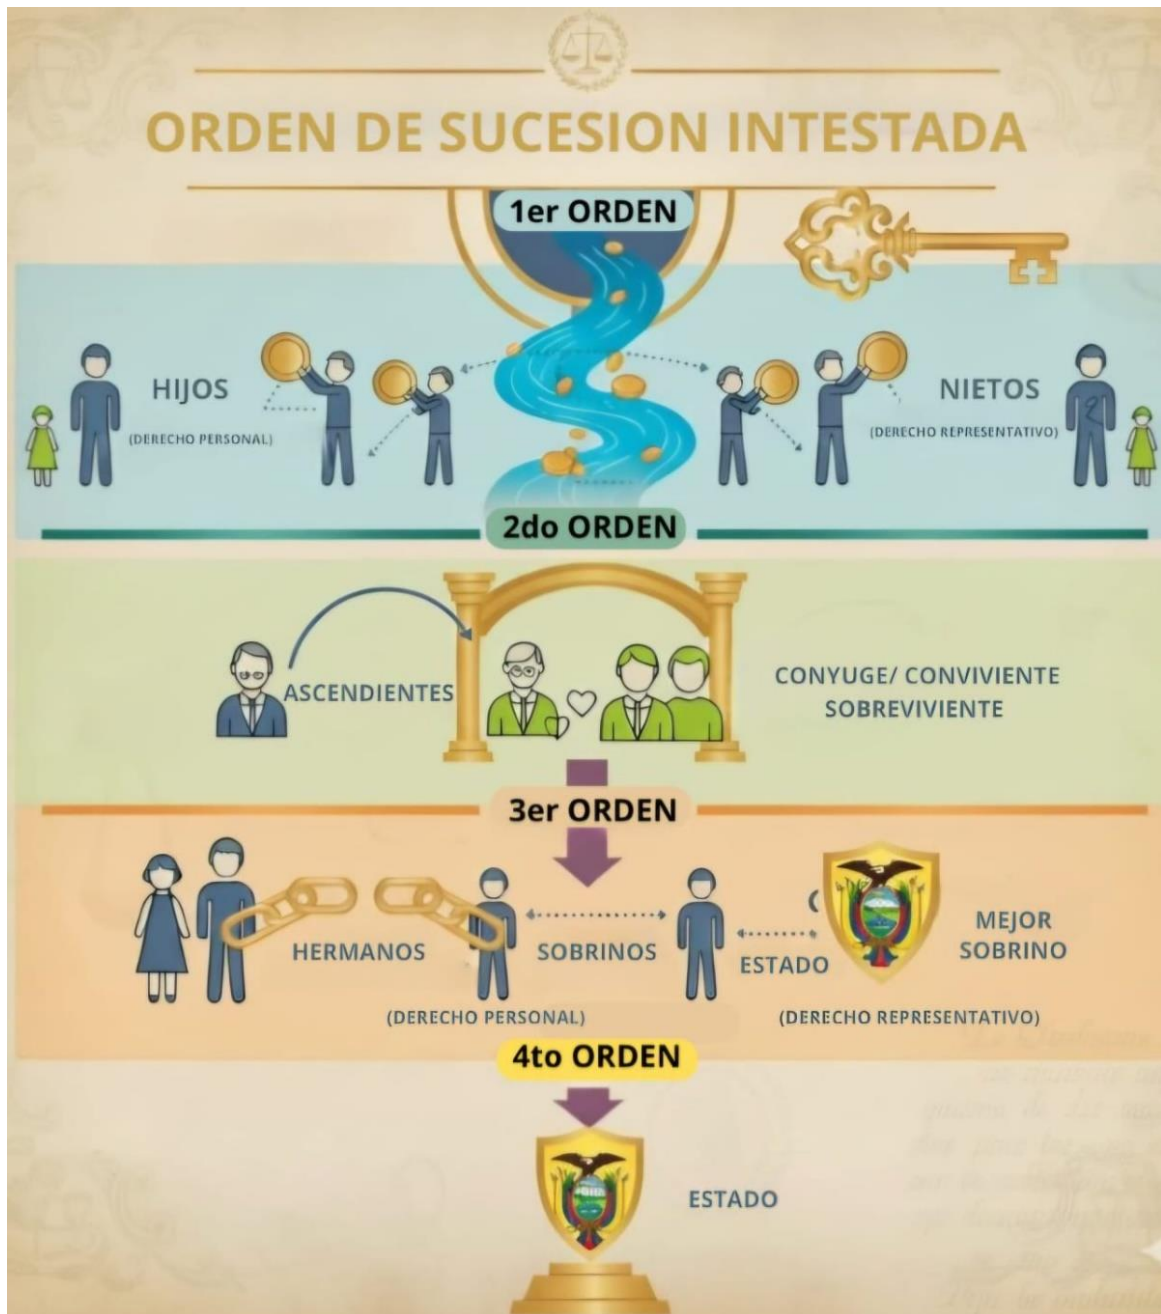 ORDEN DE SUCESION INTESTADA
1er ORDEN
HIJOS
(DERECHO PERSONAL)
NIETOS
(DERECHO REPRESENTATIVO)
2do ORDEN
ASCENDIENTES
CONYUGE/ CONVIVIENTE
SOBREVIVIENTE
3er ORDEN
HERMANOS
SOBRINOS
ESTADO
MEJOR
SOBRINO
(DERECHO PERSONAL)
(DERECHO REPRESENTATIVO)
4to ORDEN
ESTADO